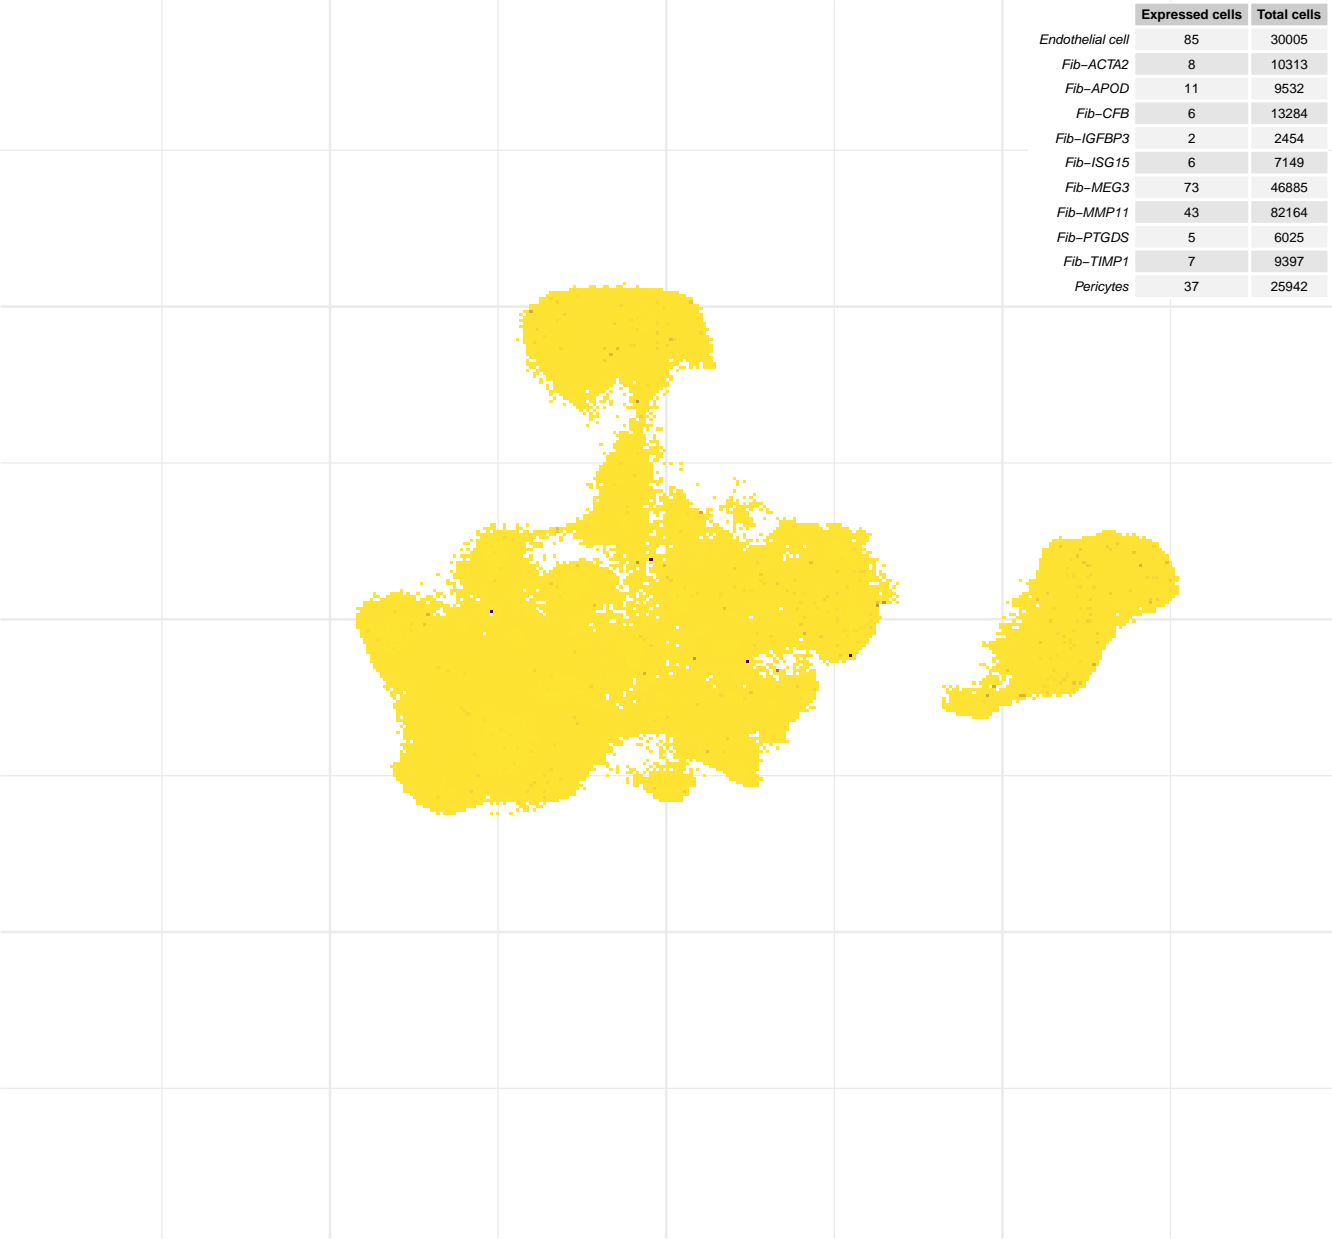 Expressed cells Total cells
Endothelial cell 85 30005
Fib−ACTA2 8 10313
Fib−APOD 11 9532
Fib−CFB 6 13284
Fib−IGFBP3 2 2454
Fib−ISG15 6 7149
Fib−MEG3 73 46885
Fib−MMP11 43 82164
Fib−PTGDS 5 6025
Fib−TIMP1 7 9397
Pericytes 37 25942